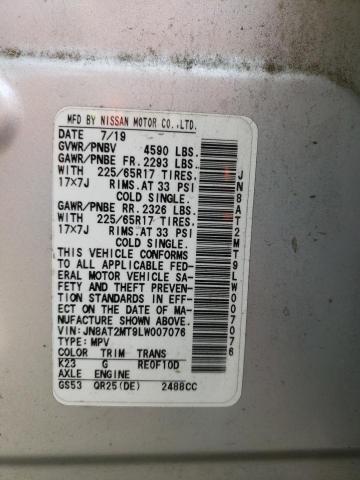 MFD BY NISSAN MOTOR CO.,LTD.
DATE 7/19
GVWR/PNBV 4590 LBS.
GAWR/PNBE FR. 2293 LBS.
WITH 225/65R17 TIRES.
17×7J RIMS.AT 33 PSI
COLD SINGLE.
GAWR/PNBE RR. 2326 LBS.
WITH 225/65R17 TIRES.
17×7J RIMS.AT 33 PSI
COLD SINGLE.
THIS VEHICLE CONFORMS
TO ALL APPLICABLE FED-
ERAL MOTOR VEHICLE SA-
FETY AND THEFT PREVEN-
TION STANDARDS IN EFF-
ECT ON THE DATE OF MA-
NUFACTURE SHOWN ABOVE.
VIN:JN8AT2MT9LW007076
TYPE: MPV
COLOR TRIM TRANS
K23 G RE0F10D
AXLE ENGINE
GS53 QR25(DE) 2488CC
JN8AT2MT9LW007076